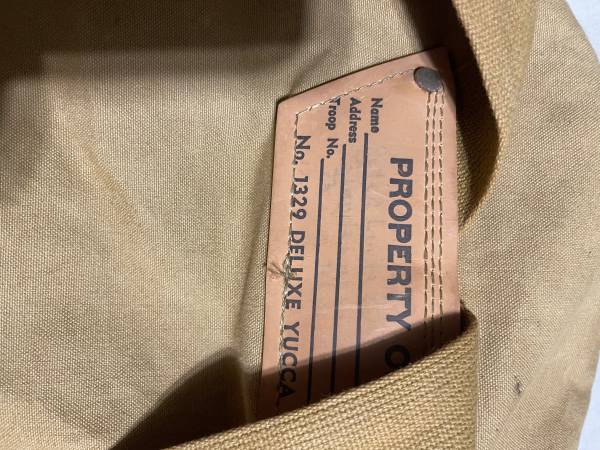 PROPERTY O
Name
Address
Troop No.
No. 1329 DELUXE YUCCA